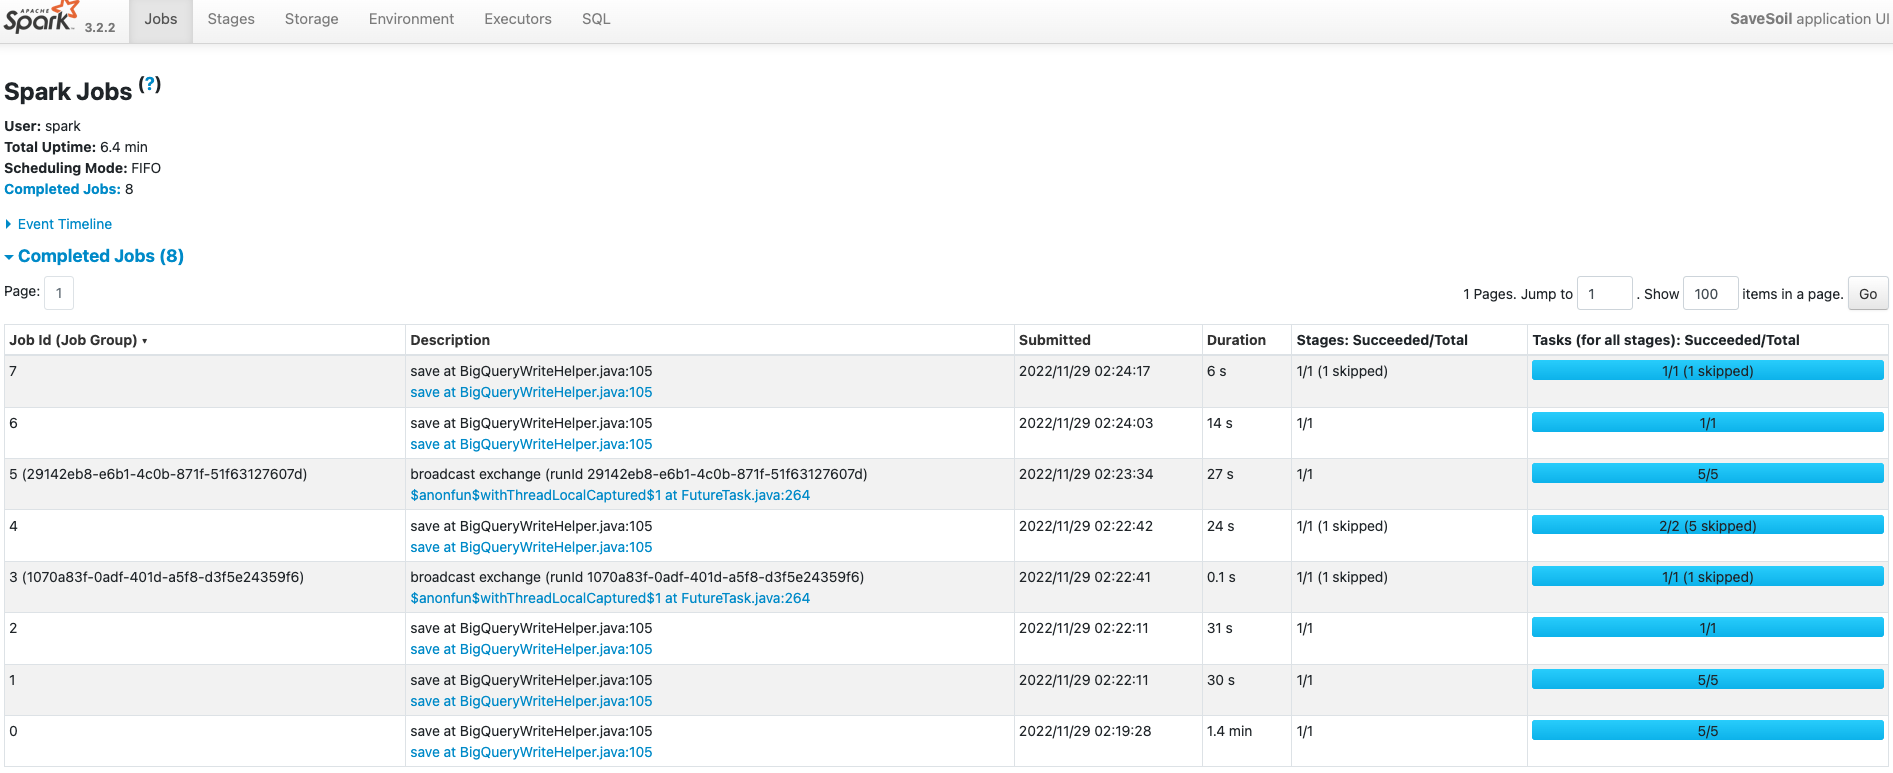 APACHE
Spark 3.2.2 Jobs Stages Storage Environment Executors SQL SaveSoil application UI
Spark Jobs (?)
User: spark
Total Uptime: 6.4 min
Scheduling Mode: FIFO
Completed Jobs: 8
Event Timeline
Completed Jobs (8)
Page: 1 1 Pages. Jump to 1 . Show 100 items in a page. Go
Job Id (Job Group) ▾ Description Submitted Duration Stages: Succeeded/Total Tasks (for all stages): Succeeded/Total
7 save at BigQueryWriteHelper.java:105 2022/11/29 02:24:17 6 s 1/1 (1 skipped) 1/1 (1 skipped)
save at BigQueryWriteHelper.java:105
6 save at BigQueryWriteHelper.java:105 2022/11/29 02:24:03 14 s 1/1 1/1
save at BigQueryWriteHelper.java:105
5 (29142eb8-e6b1-4c0b-871f-51f63127607d) broadcast exchange (runId 29142eb8-e6b1-4c0b-871f-51f63127607d) 2022/11/29 02:23:34 27 s 1/1 5/5
$anonfun$withThreadLocalCaptured$1 at FutureTask.java:264
4 save at BigQueryWriteHelper.java:105 2022/11/29 02:22:42 24 s 1/1 (1 skipped) 2/2 (5 skipped)
save at BigQueryWriteHelper.java:105
3 (1070a83f-0adf-401d-a5f8-d3f5e24359f6) broadcast exchange (runId 1070a83f-0adf-401d-a5f8-d3f5e24359f6) 2022/11/29 02:22:41 0.1 s 1/1 (1 skipped) 1/1 (1 skipped)
$anonfun$withThreadLocalCaptured$1 at FutureTask.java:264
2 save at BigQueryWriteHelper.java:105 2022/11/29 02:22:11 31 s 1/1 1/1
save at BigQueryWriteHelper.java:105
1 save at BigQueryWriteHelper.java:105 2022/11/29 02:22:11 30 s 1/1 5/5
save at BigQueryWriteHelper.java:105
0 save at BigQueryWriteHelper.java:105 2022/11/29 02:19:28 1.4 min 1/1 5/5
save at BigQueryWriteHelper.java:105